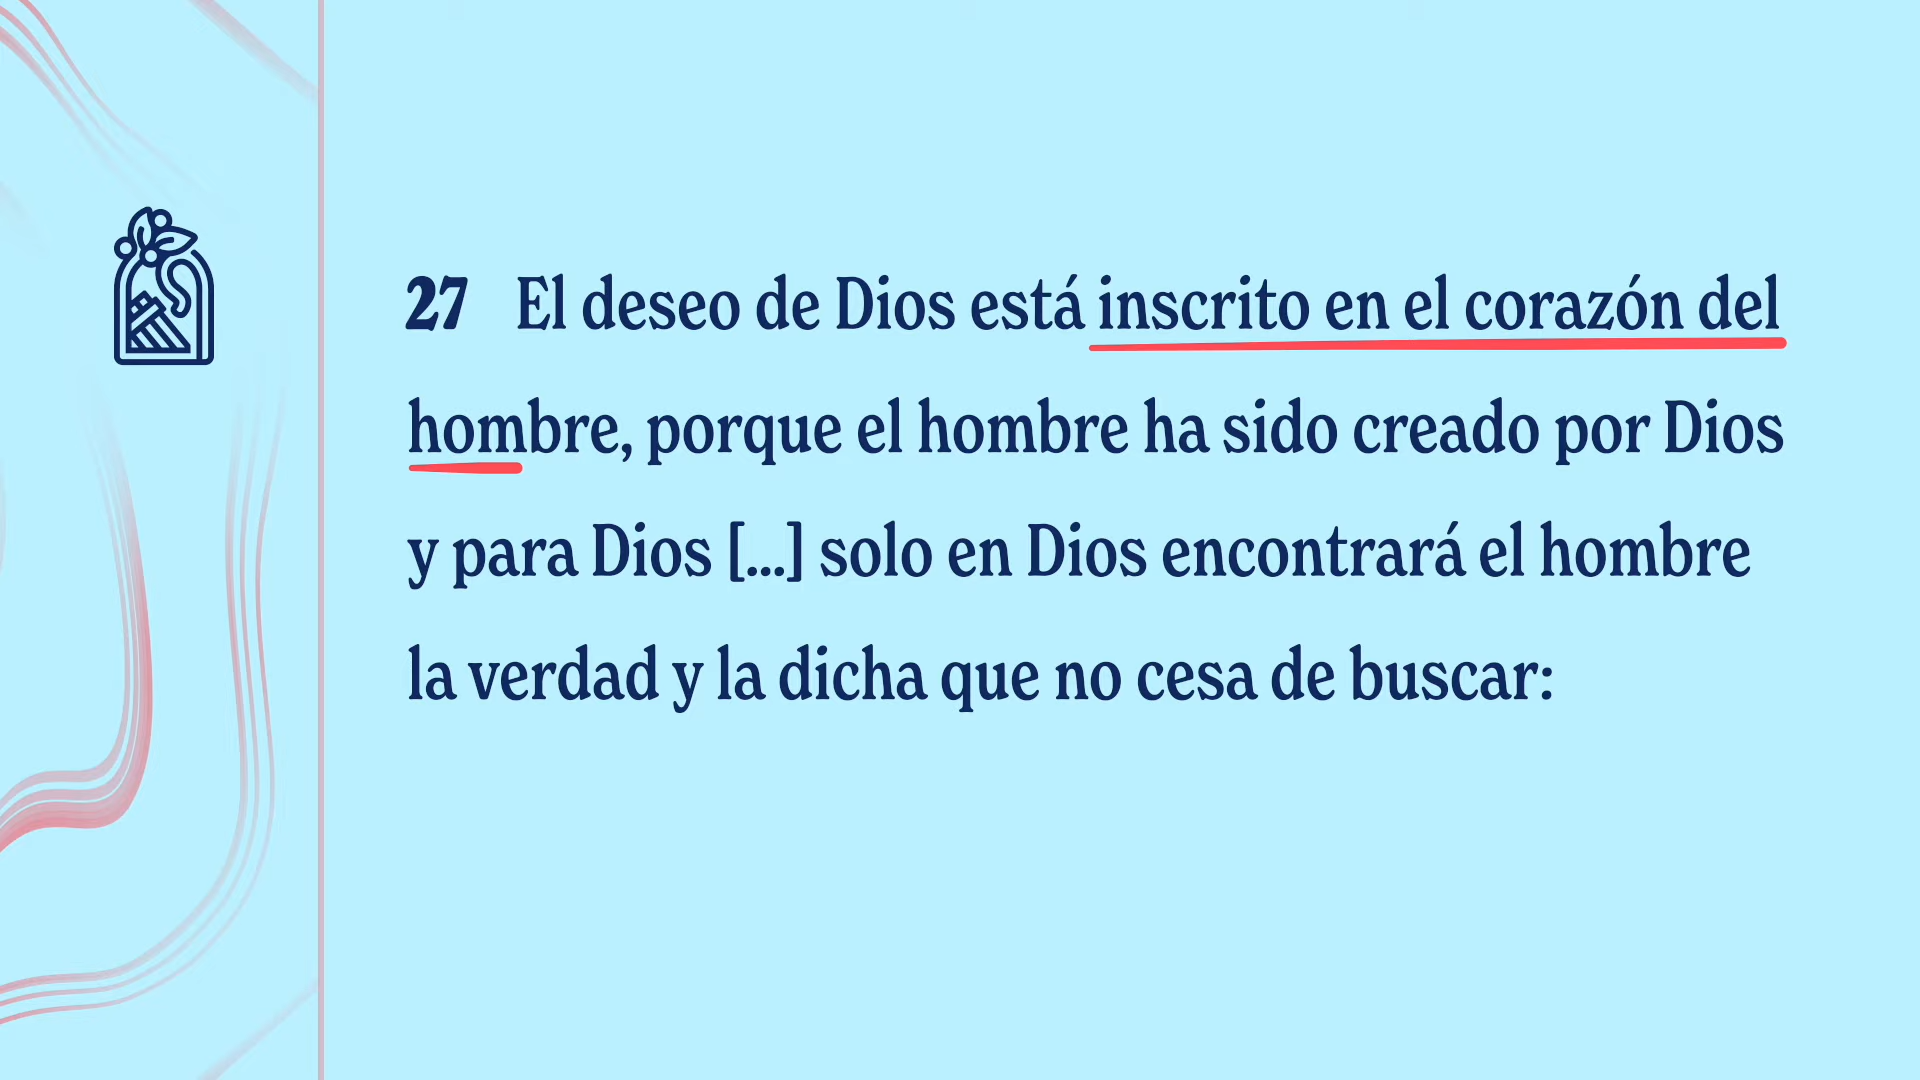 27 El deseo de Dios está inscrito en el corazón del
hombre, porque el hombre ha sido creado por Dios
y para Dios [...] solo en Dios encontrará el hombre
la verdad y la dicha que no cesa de buscar: